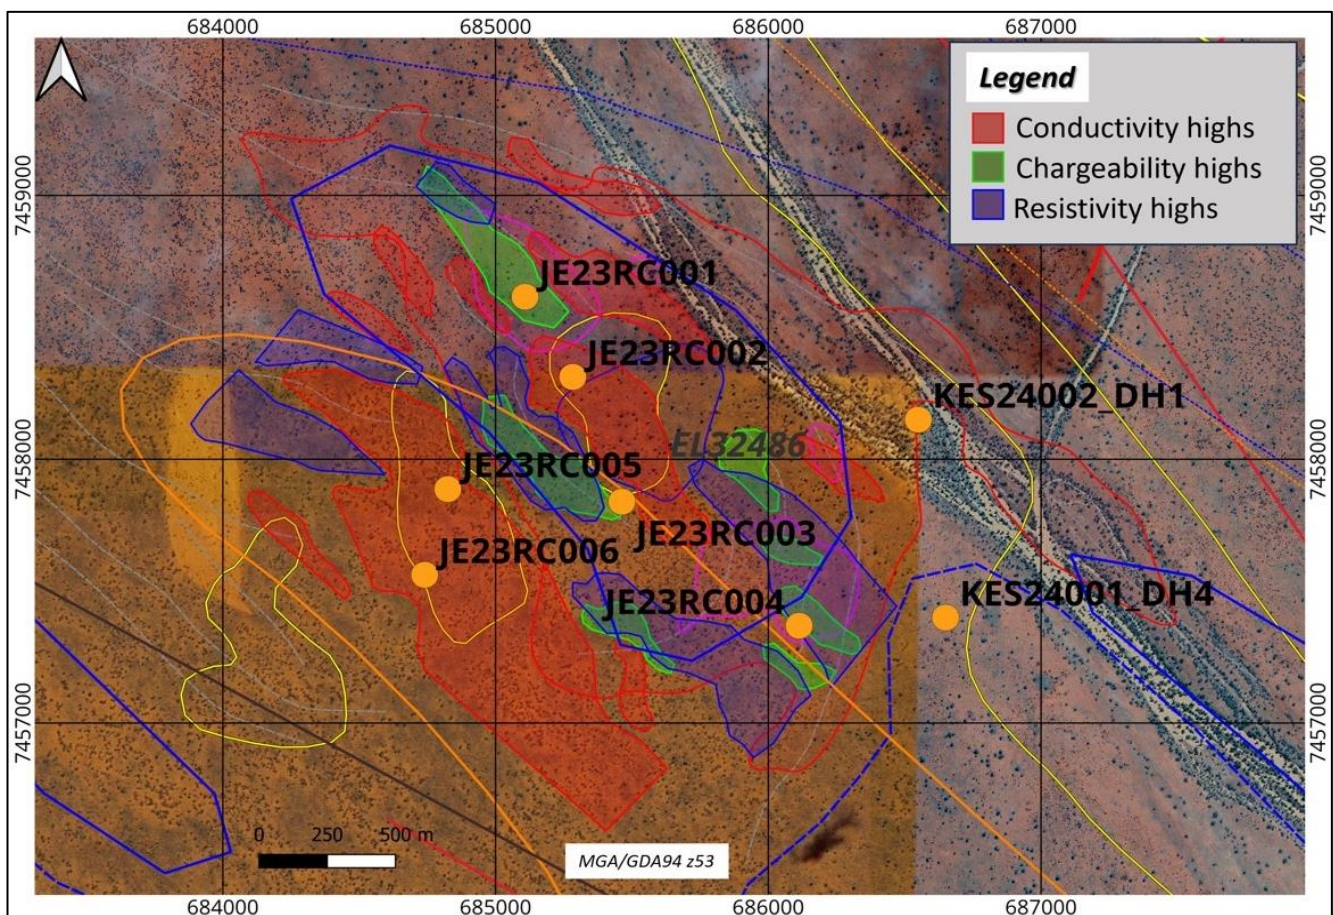 684000 685000 686000 687000
Legend
Conductivity highs
Chargeability highs
Resistivity highs
7459000 7459000
JE23RC001
JE23RC002
KES24002_DH1
EL32486
7458000 7458000
JE23RC005
JE23RC003
JE23RC006
JE23RC004
KES24001_DH4
7457000 7457000
0 250 500 m
MGA/GDA94 z53
684000 685000 686000 687000